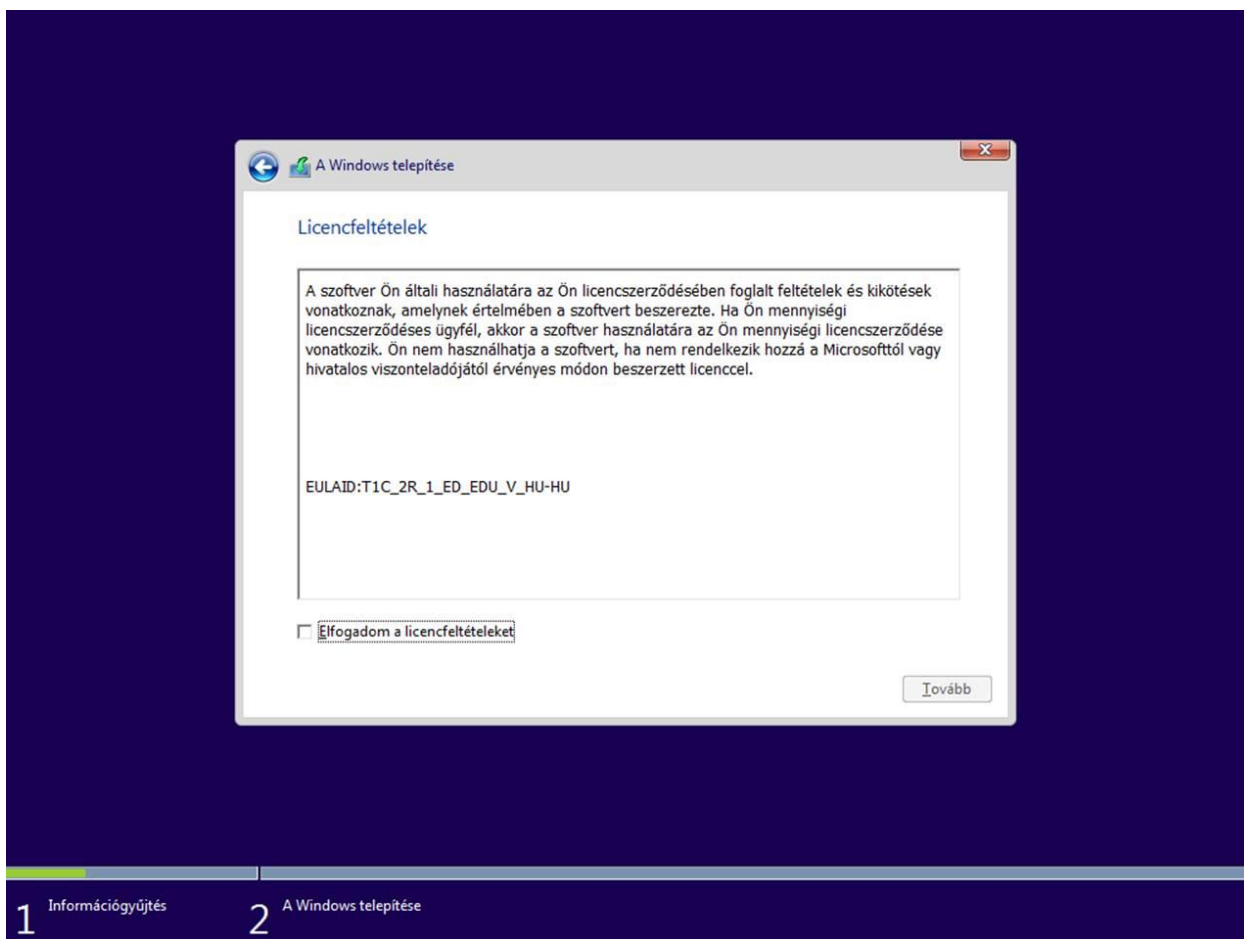 A Windows telepítése
Licencfeltételek
A szoftver Ön általi használatára az Ön licencszerződésében foglalt feltételek és kikötések
vonatkoznak, amelynek értelmében a szoftvert beszerezte. Ha Ön mennyiségi
licencszerződéses ügyfél, akkor a szoftver használatára az Ön mennyiségi licencszerződése
vonatkozik. Ön nem használhatja a szoftvert, ha nem rendelkezik hozzá a Microsofttól vagy
hivatalos viszonteladójától érvényes módon beszerzett licenccel.
EULAID:T1C_2R_1_ED_EDU_V_HU-HU
Elfogadom a licencfeltételeket
Tovább
1 Információgyűjtés
2 A Windows telepítése